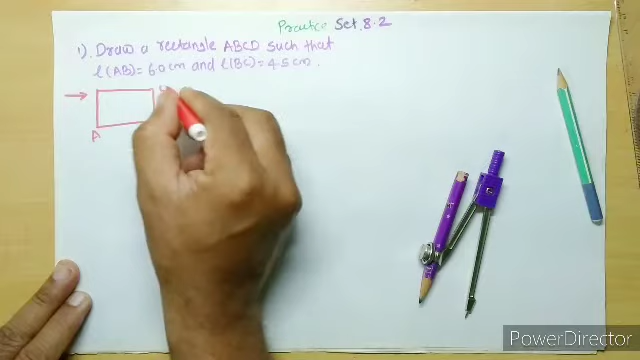 Practice Set 8.2
1). Draw a rectangle ABCD such that
l(AB)= 6.0 cm and l(BC)= 4.5 cm.
A
PowerDirector